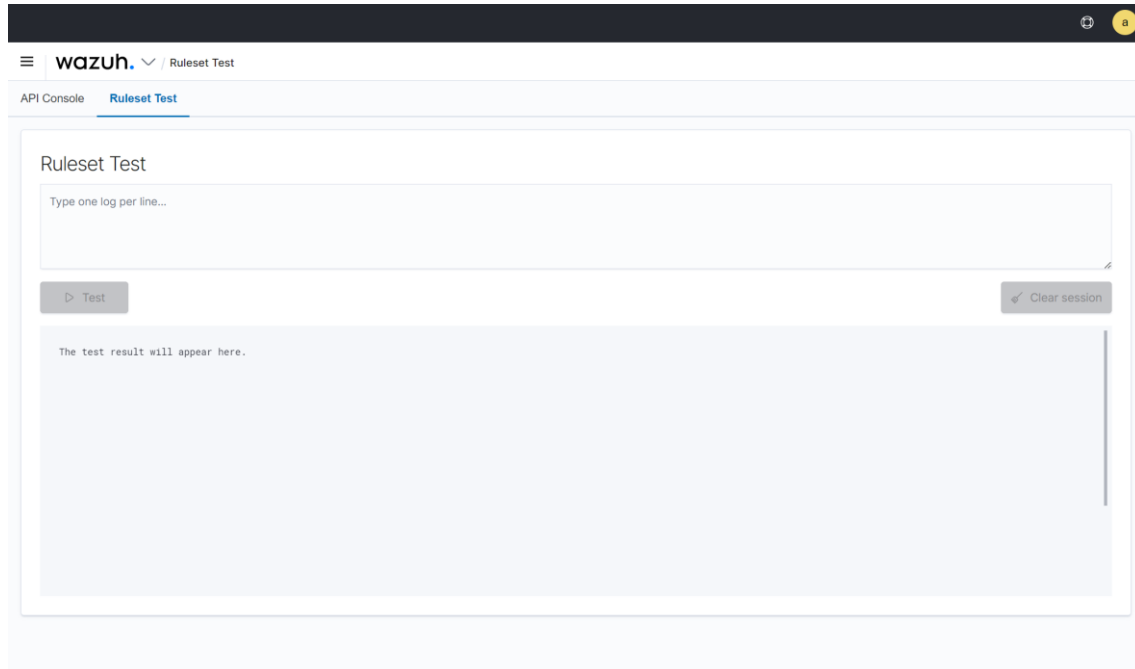 a
wazuh. / Ruleset Test
API Console Ruleset Test
Ruleset Test
Type one log per line...
Test Clear session
The test result will appear here.